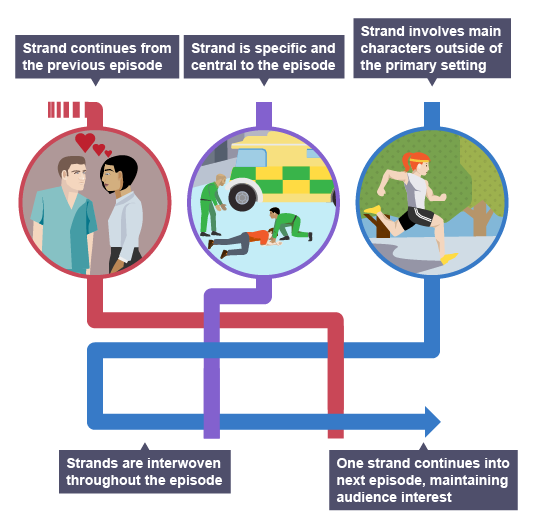 Strand continues from
the previous episode
Strand is specific and
central to the episode
Strand involves main
characters outside of
the primary setting
Strands are interwoven
throughout the episode
One strand continues into
next episode, maintaining
audience interest